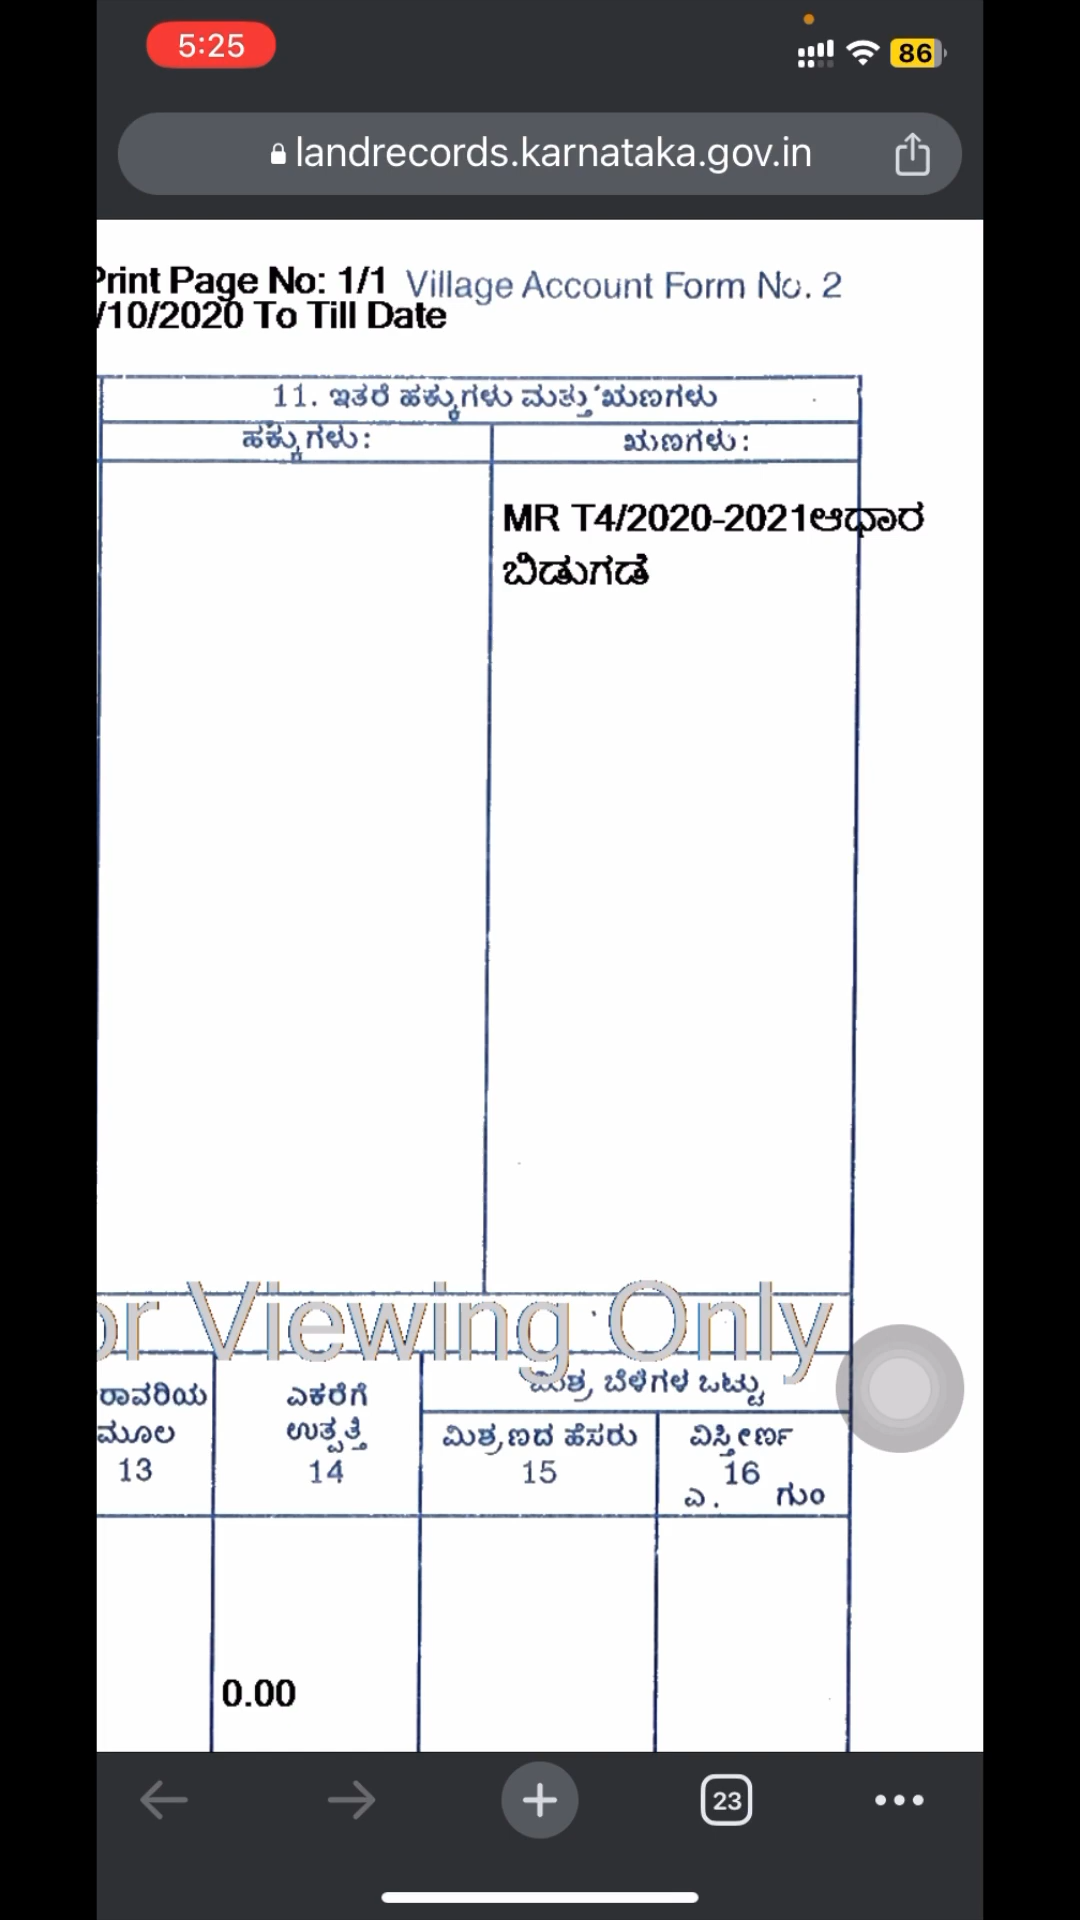 5:25
86
landrecords.karnataka.gov.in
Print Page No: 1/1 Village Account Form No. 2
/10/2020 To Till Date
11. ಇತರೆ ಹಕ್ಕುಗಳು ಮತ್ತು ಋಣಗಳು
ಹಕ್ಕುಗಳು: ಋಣಗಳು:
MR T4/2020-2021ಆಧಾರ
ಬಿಡುಗಡೆ
or Viewing Only
ಮಿಶ್ರ ಬೆಳೆಗಳ ಒಟ್ಟು
ರಾವರಿಯ ಎಕರೆಗೆ
ಮೂಲ ಉತ್ಪತ್ತಿ ಮಿಶ್ರಣದ ಹೆಸರು ವಿಸ್ತೀರ್ಣ
13 14 15 16
ಎ. ಗುಂ
0.00
23